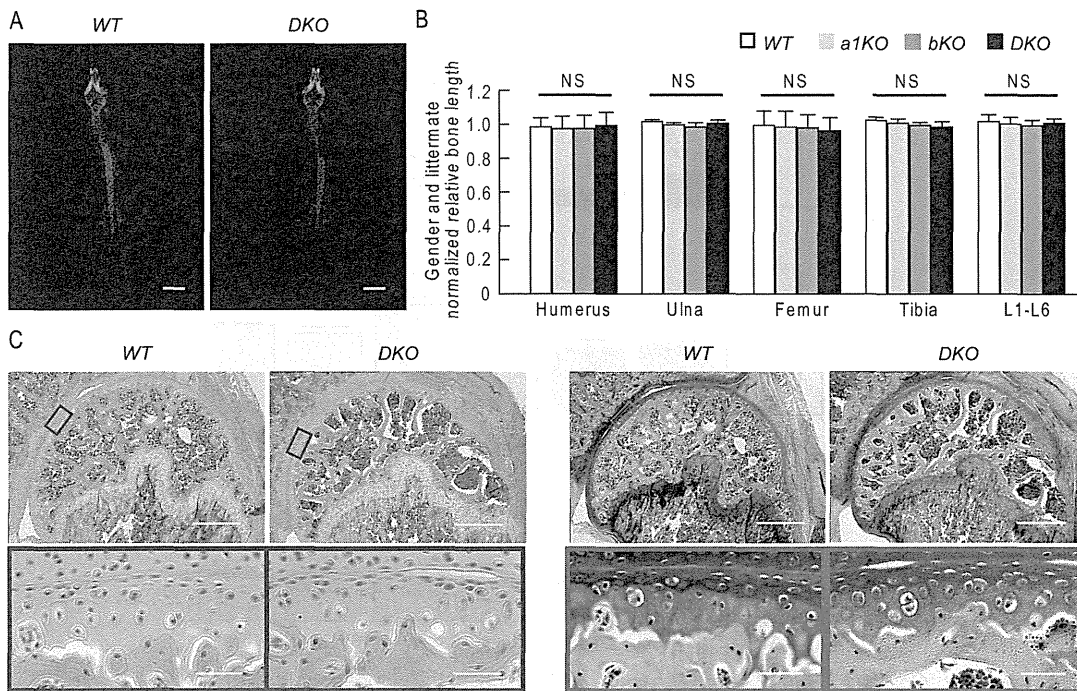 A
WT
DKO
B
WT
a1KO
bKO
DKO
NS
NS
NS
NS
NS
Gender and littermate
normalized relative bone length
1.2
1.0
0.8
0.6
0.4
0.2
0
Humerus
Ulna
Femur
Tibia
L1-L6
C
WT
DKO
WT
DKO